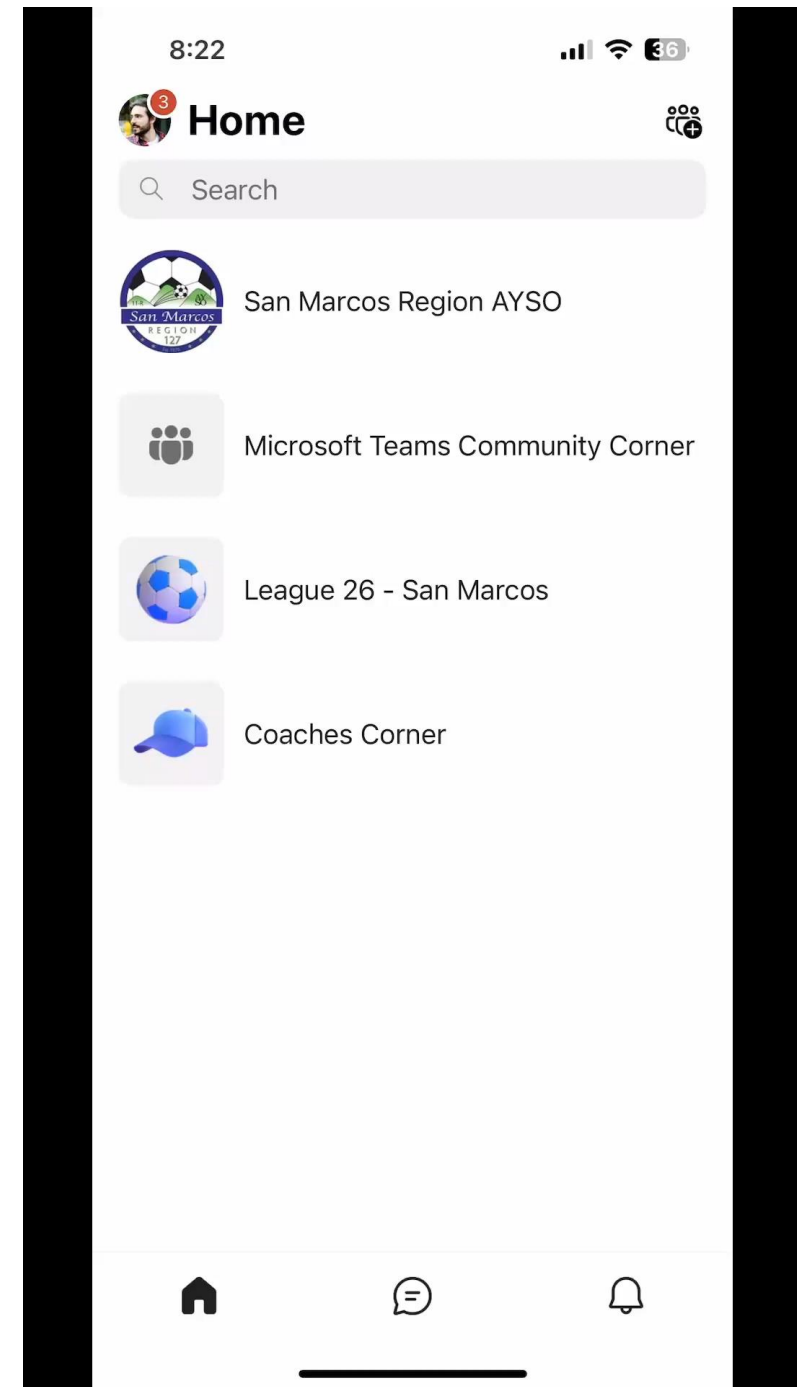 8:22
36
3
Home
Search
San Marcos
REGION
127
San Marcos Region AYSO
Microsoft Teams Community Corner
League 26 - San Marcos
Coaches Corner